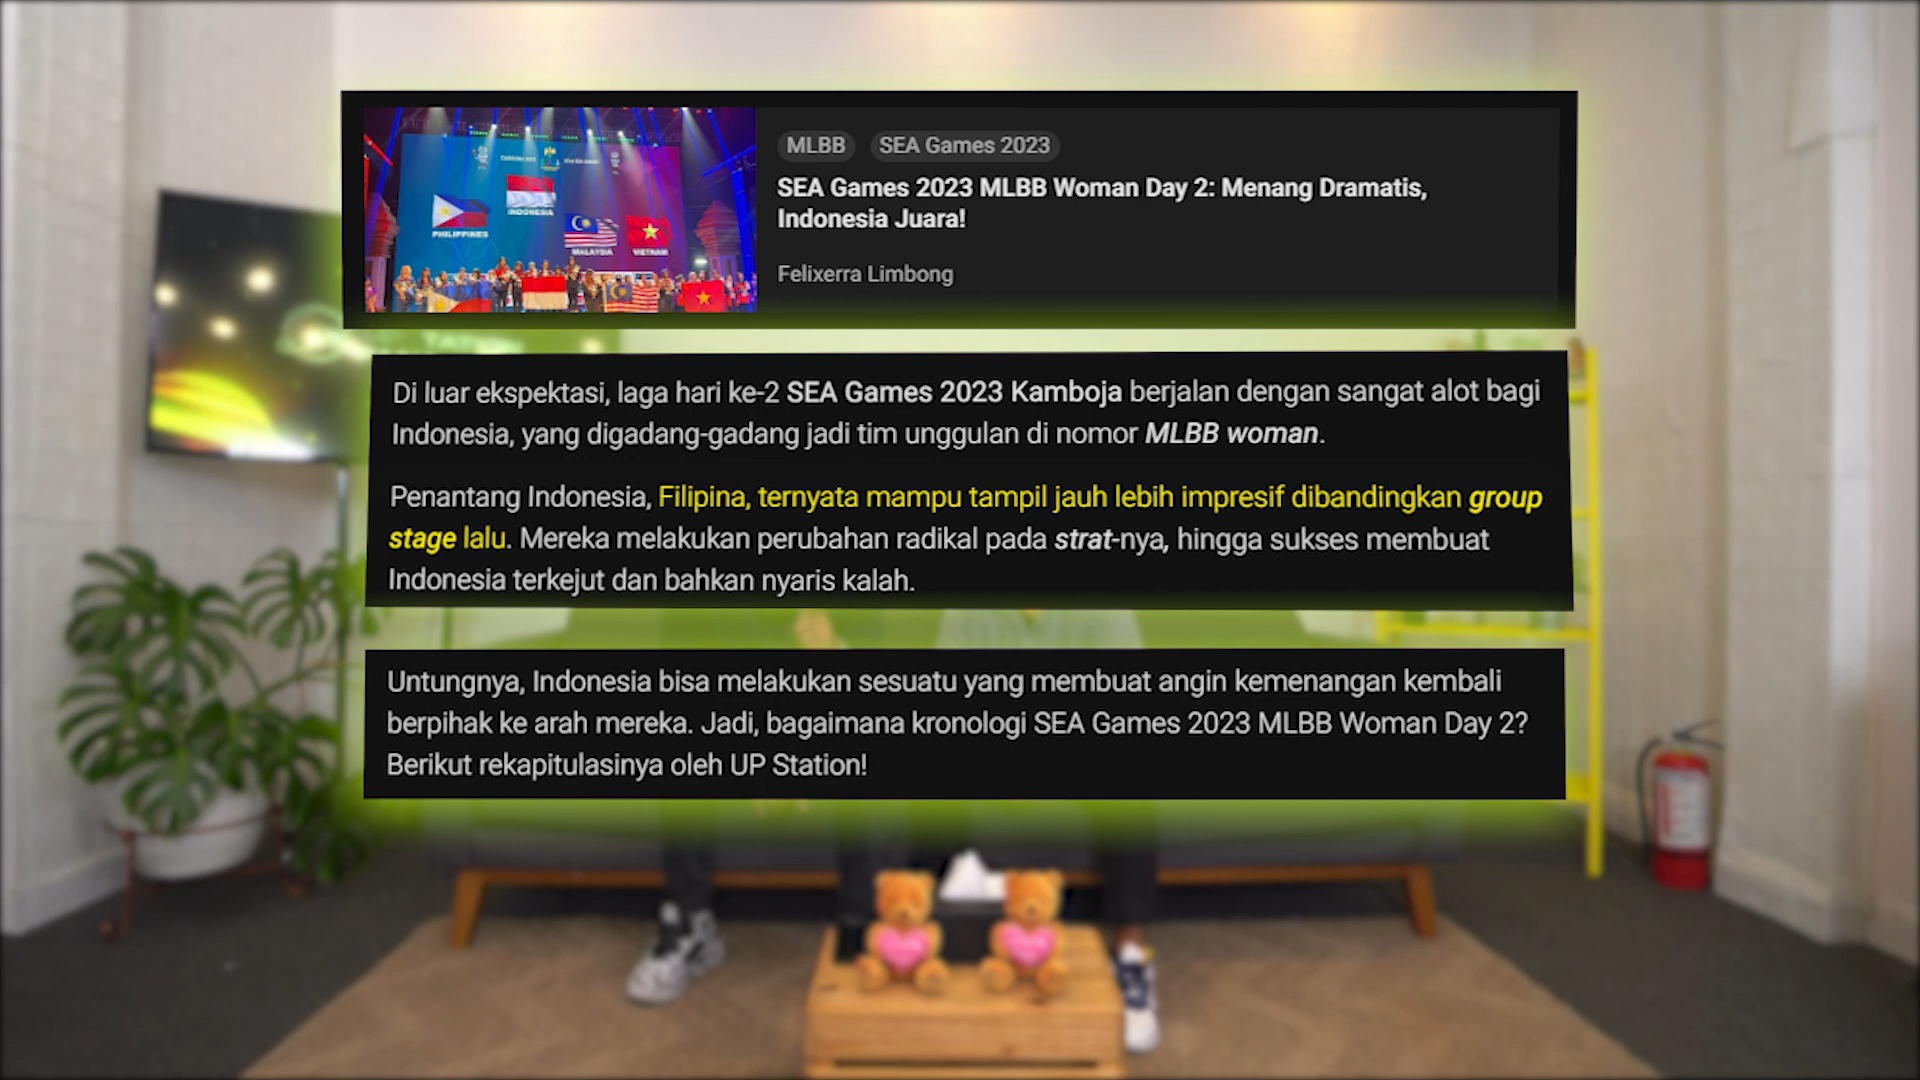 MLBB
SEA Games 2023
SEA Games 2023 MLBB Woman Day 2: Menang Dramatis,
Indonesia Juara!
Felixerra Limbong
PHILIPPINES
INDONESIA
MALAYSIA
VIETNAM
Di luar ekspektasi, laga hari ke-2 SEA Games 2023 Kamboja berjalan dengan sangat alot bagi
Indonesia, yang digadang-gadang jadi tim unggulan di nomor MLBB woman.
Penantang Indonesia, Filipina, ternyata mampu tampil jauh lebih impresif dibandingkan group
stage lalu. Mereka melakukan perubahan radikal pada strat-nya, hingga sukses membuat
Indonesia terkejut dan bahkan nyaris kalah.
Untungnya, Indonesia bisa melakukan sesuatu yang membuat angin kemenangan kembali
berpihak ke arah mereka. Jadi, bagaimana kronologi SEA Games 2023 MLBB Woman Day 2?
Berikut rekapitulasinya oleh UP Station!